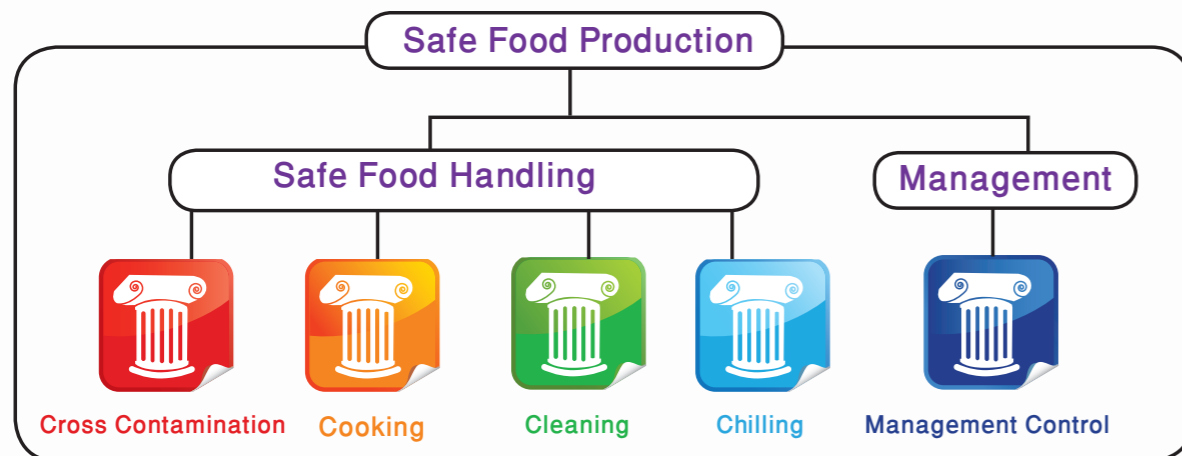 Safe Food Production
Safe Food Handling
Management
Cross Contamination
Cooking
Cleaning
Chilling
Management Control